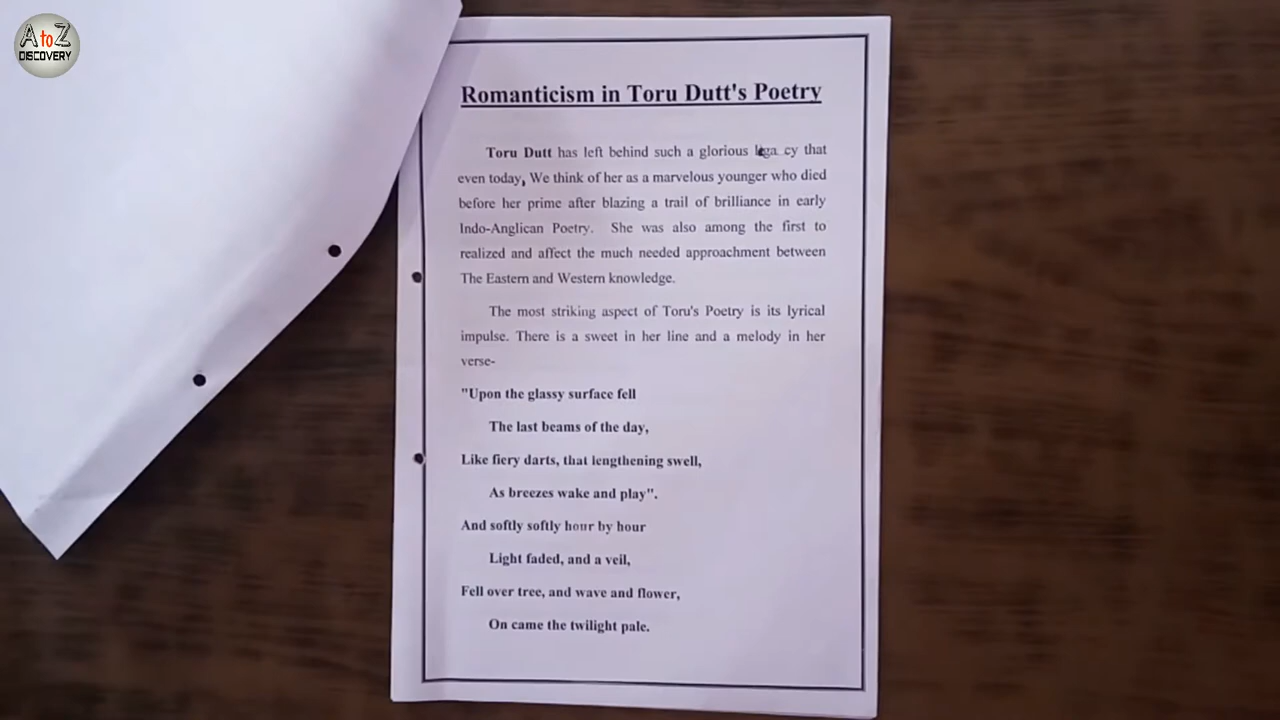 A to Z
DISCOVERY
Romanticism in Toru Dutt's Poetry
Toru Dutt has left behind such a glorious lega cy that
even today, We think of her as a marvelous younger who died
before her prime after blazing a trail of brilliance in early
Indo-Anglican Poetry. She was also among the first to
realized and affect the much needed approachment between
The Eastern and Western knowledge.
The most striking aspect of Toru's Poetry is its lyrical
impulse. There is a sweet in her line and a melody in her
verse-
"Upon the glassy surface fell
The last beams of the day,
Like fiery darts, that lengthening swell,
As breezes wake and play".
And softly softly hour by hour
Light faded, and a veil,
Fell over tree, and wave and flower,
On came the twilight pale.